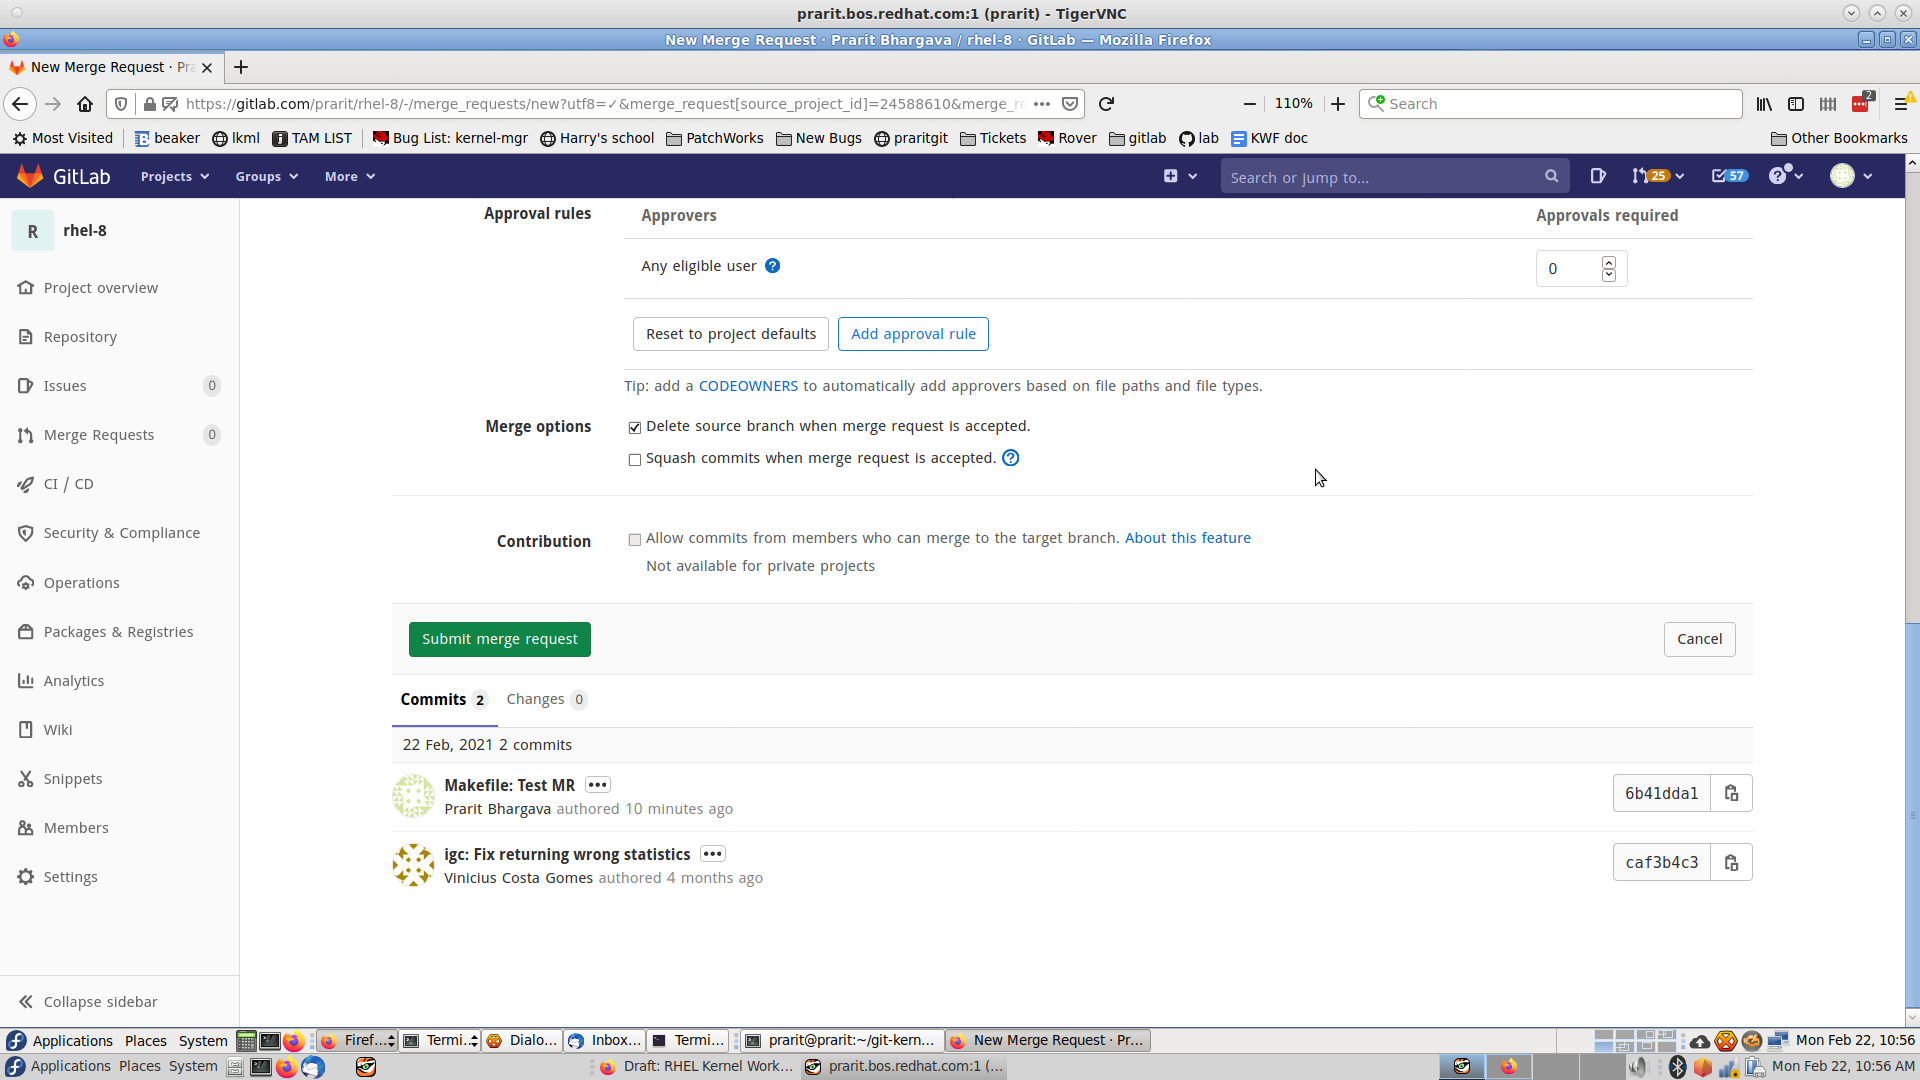 prarit.bos.redhat.com:1 (prarit) - TigerVNC
New Merge Request · Prarit Bhargava / rhel-8 · GitLab — Mozilla Firefox
New Merge Request · Pra
https://gitlab.com/prarit/rhel-8/-/merge_requests/new?utf8=✓&merge_request[source_project_id]=24588610&merge_re
110%
Search
2
Most Visited
beaker
lkml
TAM LIST
Bug List: kernel-mgr
Harry's school
PatchWorks
New Bugs
praritgit
Tickets
Rover
gitlab
lab
KWF doc
Other Bookmarks
GitLab
Projects
Groups
More
Search or jump to...
25
57
R
rhel-8
Project overview
Repository
Issues 0
Merge Requests 0
CI / CD
Security & Compliance
Operations
Packages & Registries
Analytics
Wiki
Snippets
Members
Settings
Collapse sidebar
Approval rules
Approvers
Approvals required
Any eligible user
0
Reset to project defaults
Add approval rule
Tip: add a CODEOWNERS to automatically add approvers based on file paths and file types.
Merge options
Delete source branch when merge request is accepted.
Squash commits when merge request is accepted.
Contribution
Allow commits from members who can merge to the target branch. About this feature
Not available for private projects
Submit merge request
Cancel
Commits 2
Changes 0
22 Feb, 2021 2 commits
Makefile: Test MR
Prarit Bhargava authored 10 minutes ago
6b41dda1
igc: Fix returning wrong statistics
Vinicius Costa Gomes authored 4 months ago
caf3b4c3
Applications Places System
Firef...
Termi...
Dialo...
Inbox...
Termi...
prarit@prarit:~/git-kern...
New Merge Request · Pr...
Mon Feb 22, 10:56
Applications Places System
Draft: RHEL Kernel Work...
prarit.bos.redhat.com:1 (...
Mon Feb 22, 10:56 AM